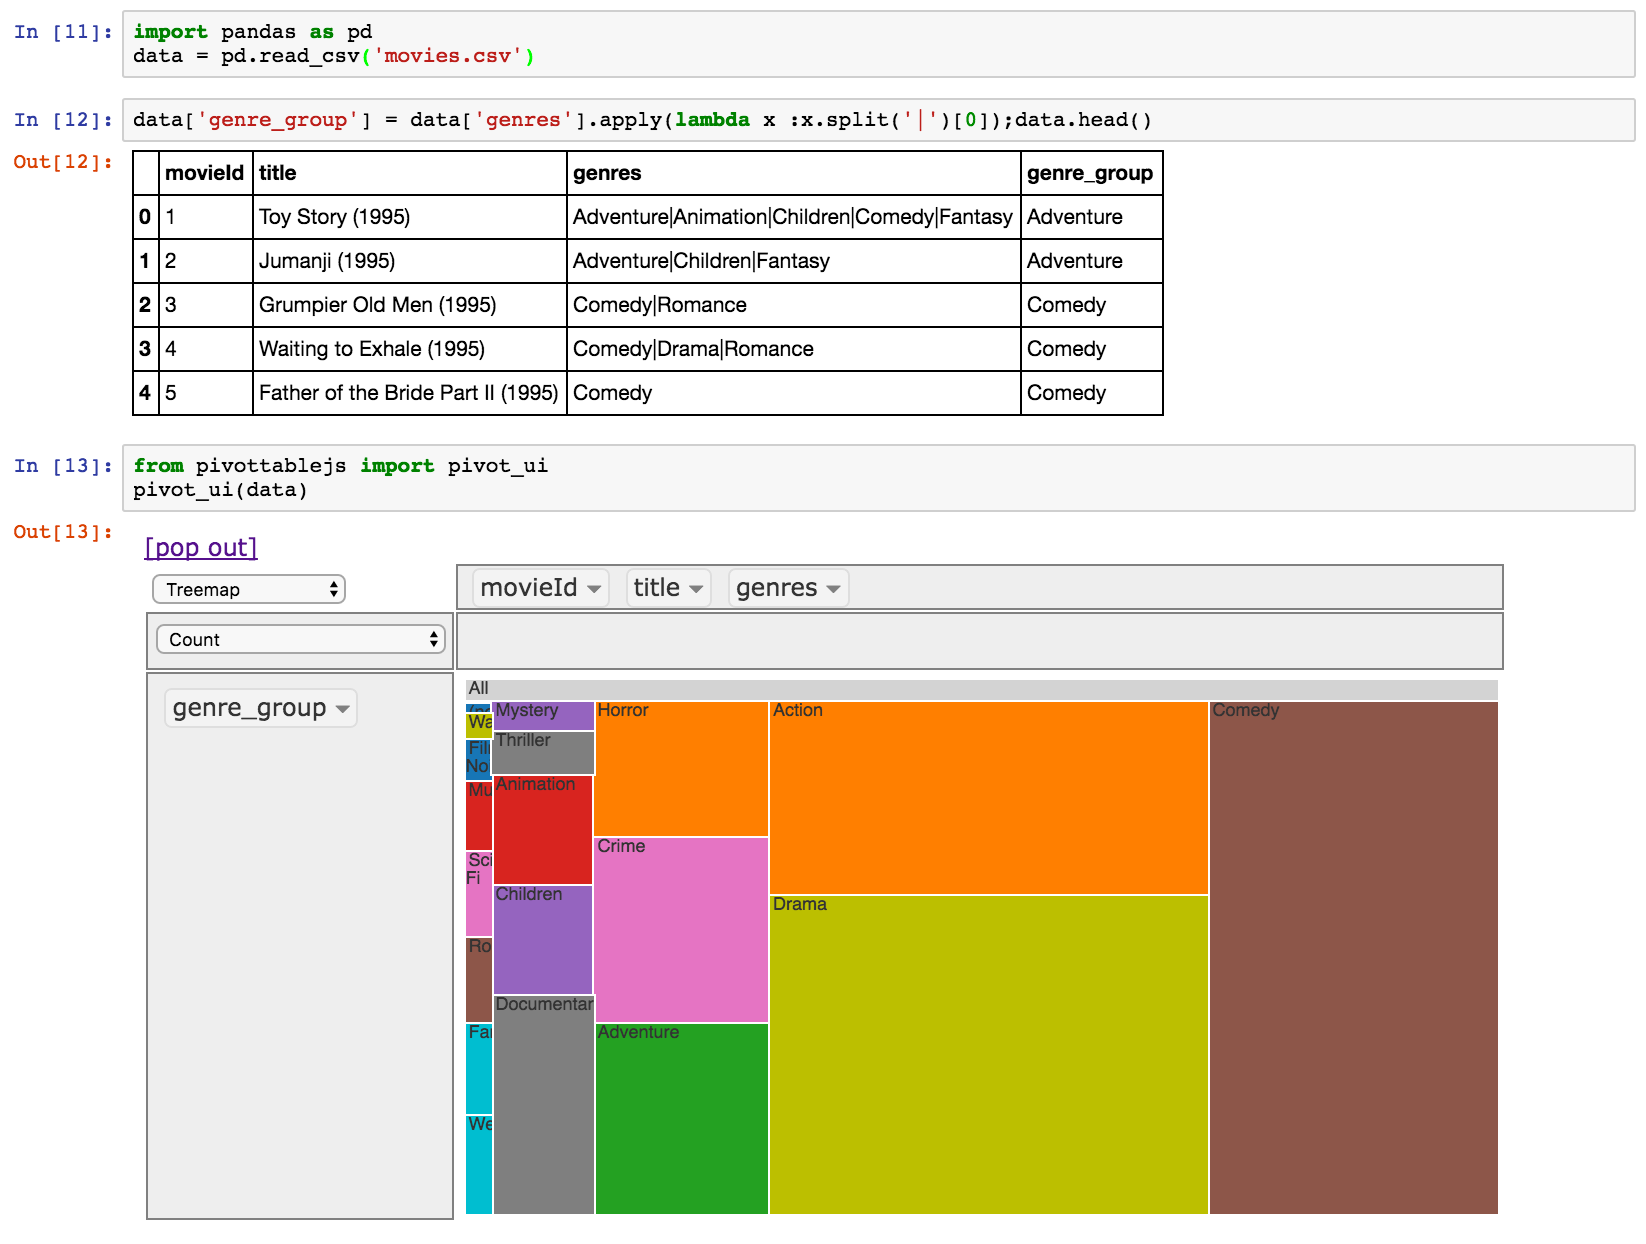 In [11]:
import pandas as pd
data = pd.read_csv('movies.csv')
In [12]:
data['genre_group'] = data['genres'].apply(lambda x :x.split('|')[0]);data.head()
Out[12]:
movieId title genres genre_group
0 1 Toy Story (1995) Adventure|Animation|Children|Comedy|Fantasy Adventure
1 2 Jumanji (1995) Adventure|Children|Fantasy Adventure
2 3 Grumpier Old Men (1995) Comedy|Romance Comedy
3 4 Waiting to Exhale (1995) Comedy|Drama|Romance Comedy
4 5 Father of the Bride Part II (1995) Comedy Comedy
In [13]:
from pivottablejs import pivot_ui
pivot_ui(data)
Out[13]:
[pop out]
Treemap
movieId title genres
Count
genre_group
All
Wa
Fil
No
Mu
Sci
Fi
Ro
Fa
We
Mystery
Thriller
Animation
Children
Documentar
Horror
Crime
Adventure
Action
Drama
Comedy